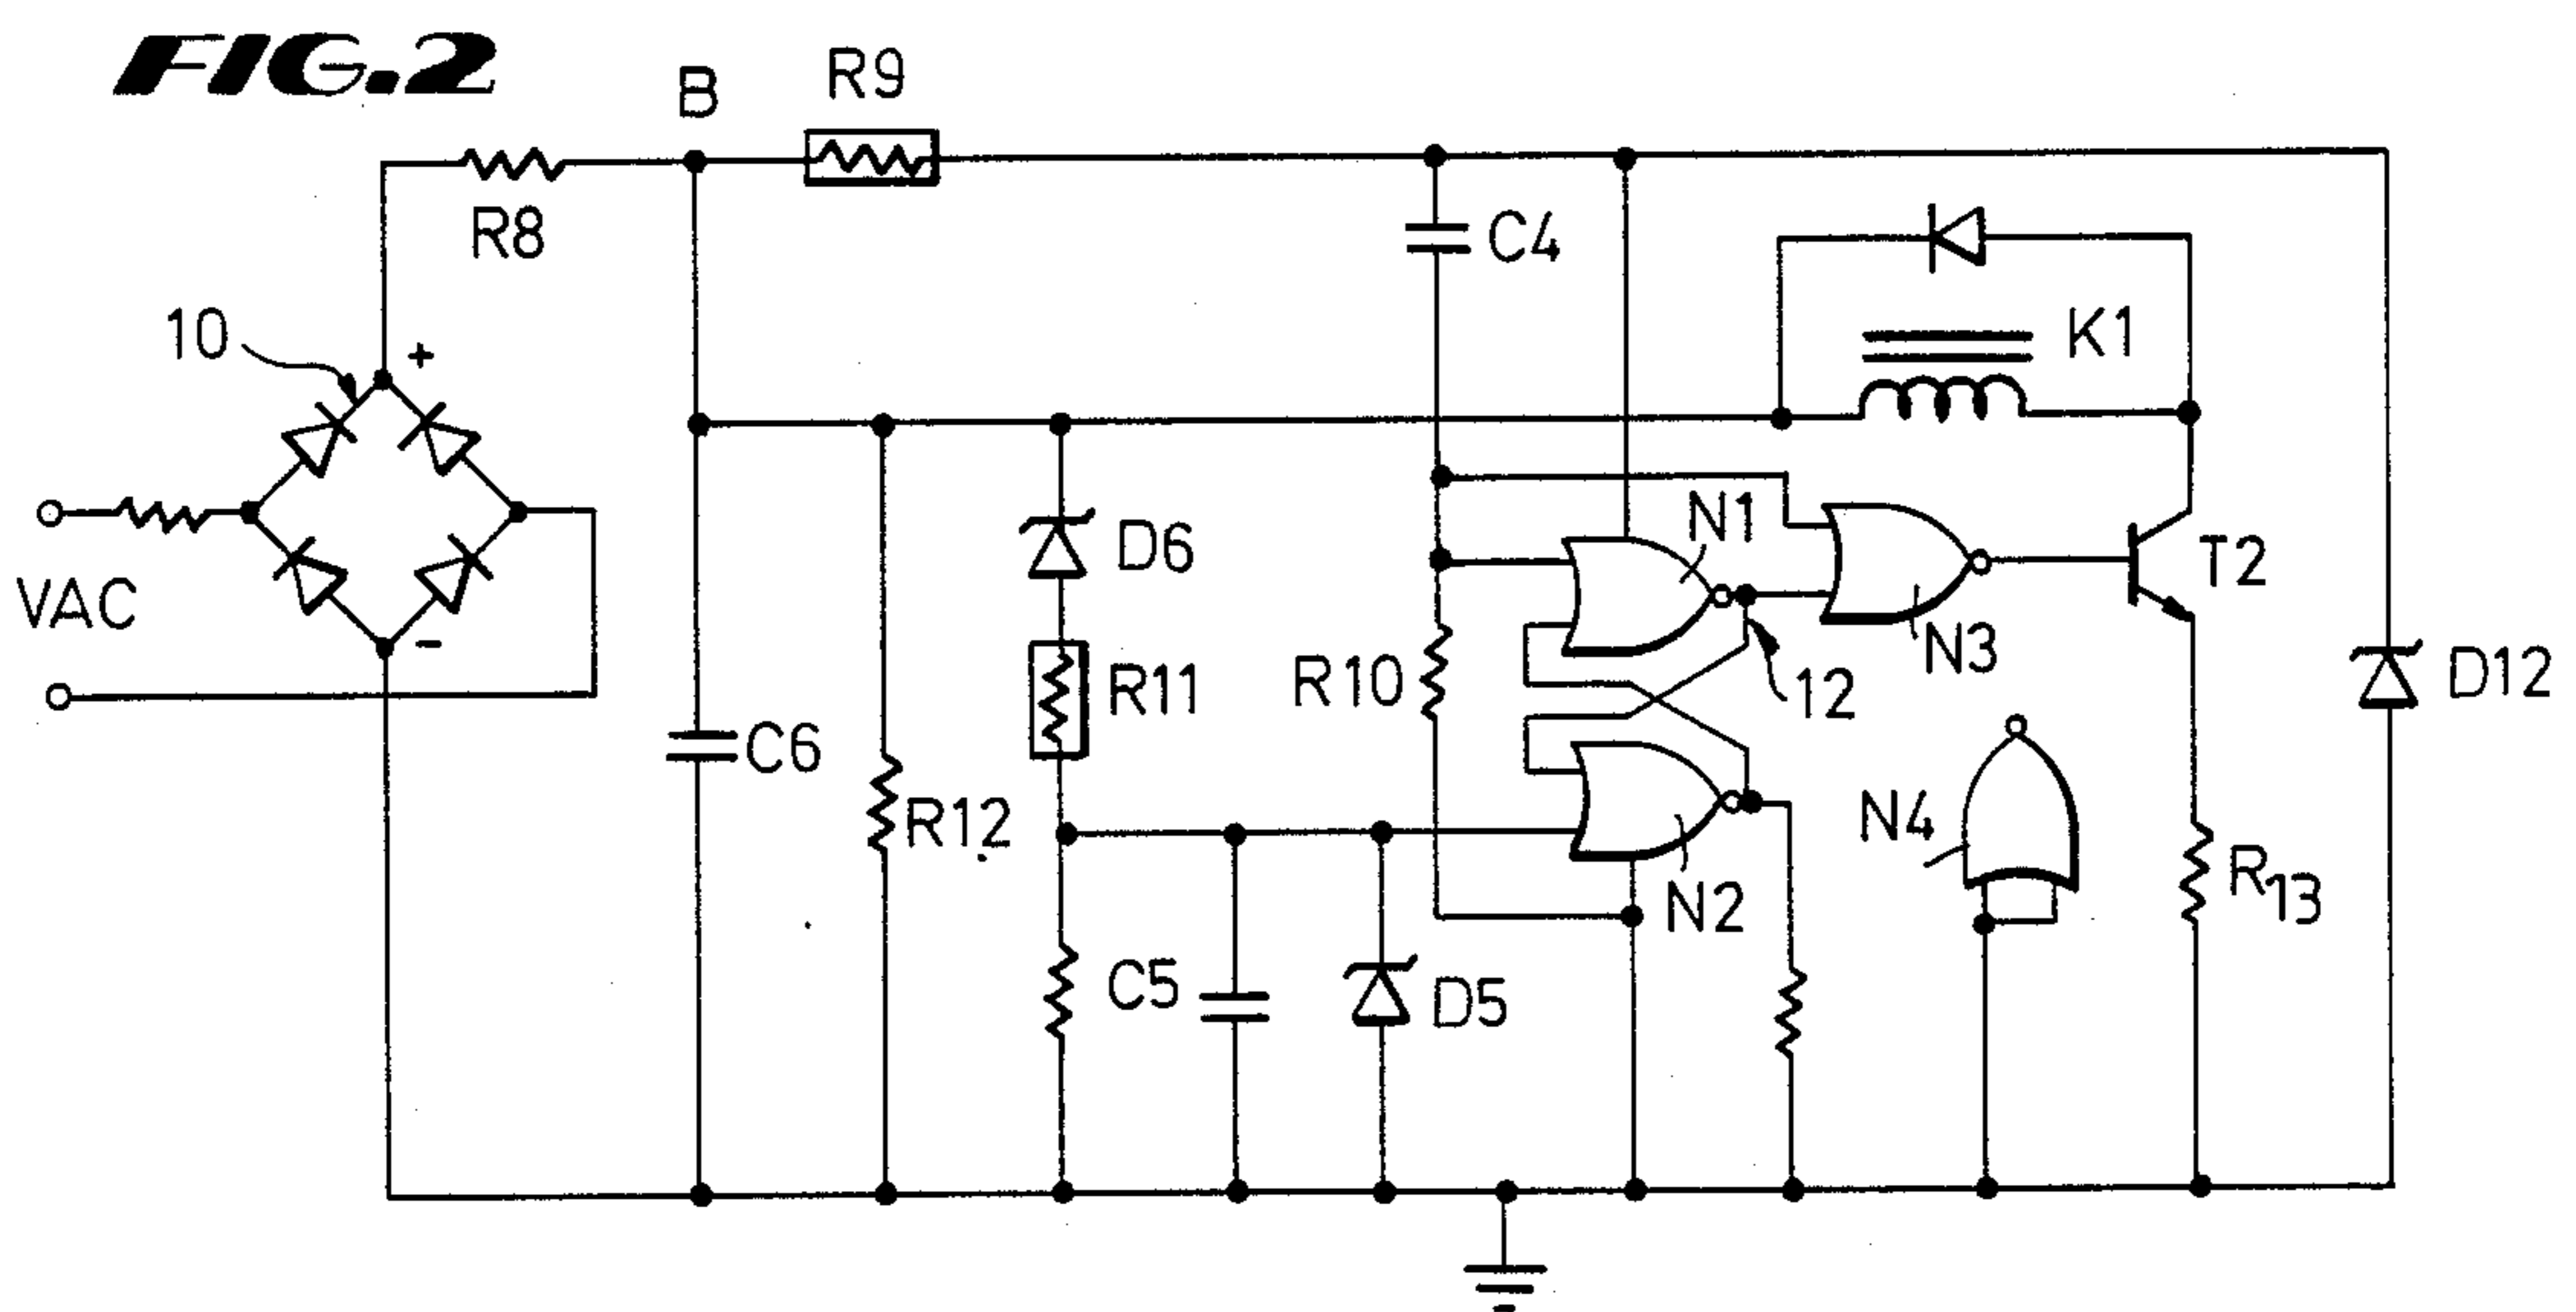 FIG.2
B
R9
R8
C4
10
+
K1
N1
D6
T2
VAC
-
N3
R11
R10
12
D12
C6
R12
N4
N2
R13
C5
D5